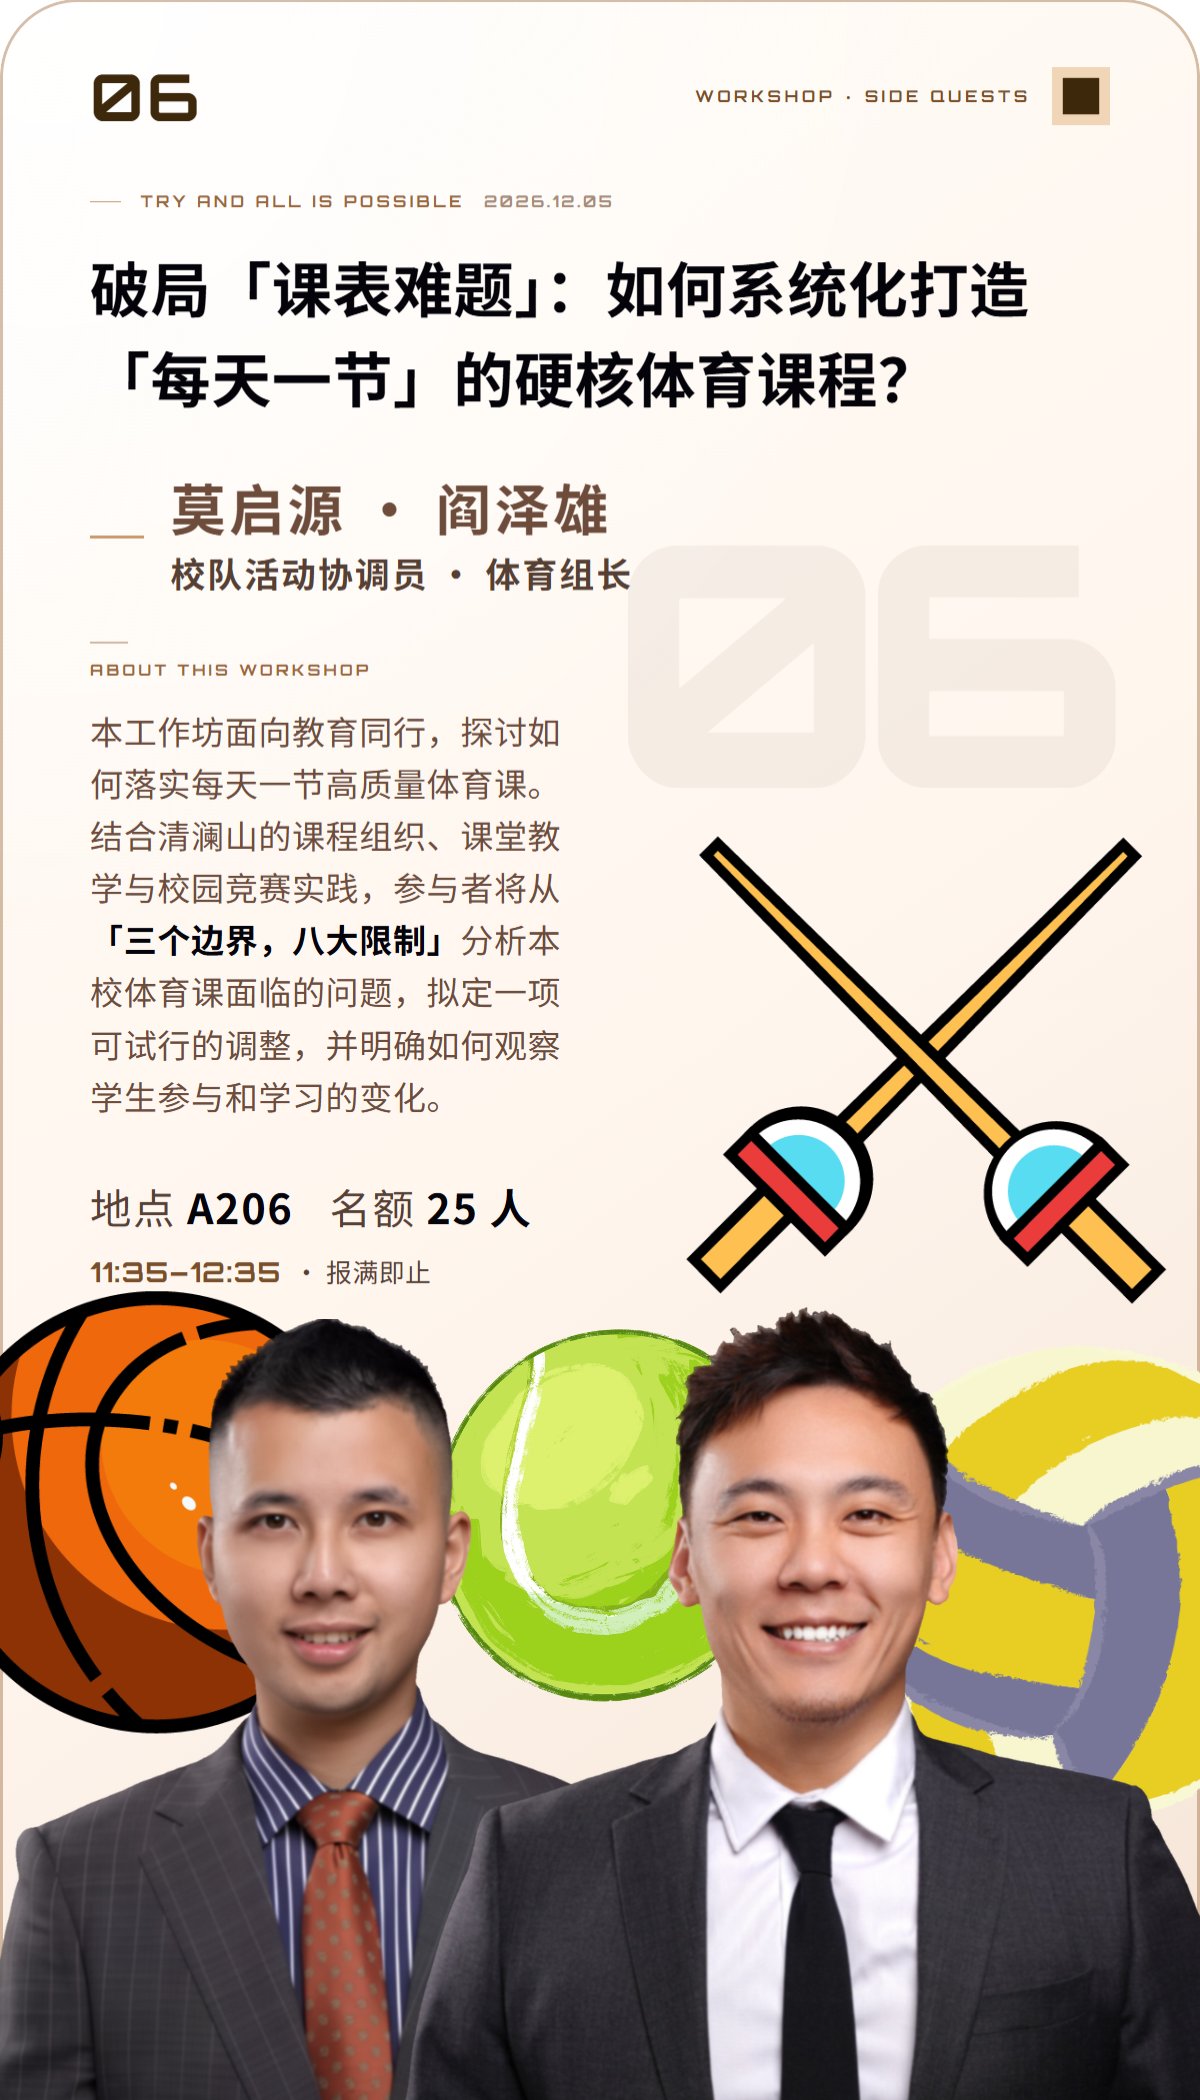 06
WORKSHOP · SIDE QUESTS
TRY AND ALL IS POSSIBLE 2026.12.05
破局「课表难题」：如何系统化打造
「每天一节」的硬核体育课程？
莫启源 · 阎泽雄
校队活动协调员 · 体育组长
06
ABOUT THIS WORKSHOP
本工作坊面向教育同行，探讨如
何落实每天一节高质量体育课。
结合清澜山的课程组织、课堂教
学与校园竞赛实践，参与者将从
「三个边界，八大限制」分析本
校体育课面临的问题，拟定一项
可试行的调整，并明确如何观察
学生参与和学习的变化。
地点 A206 名额 25 人
11:35–12:35 · 报满即止